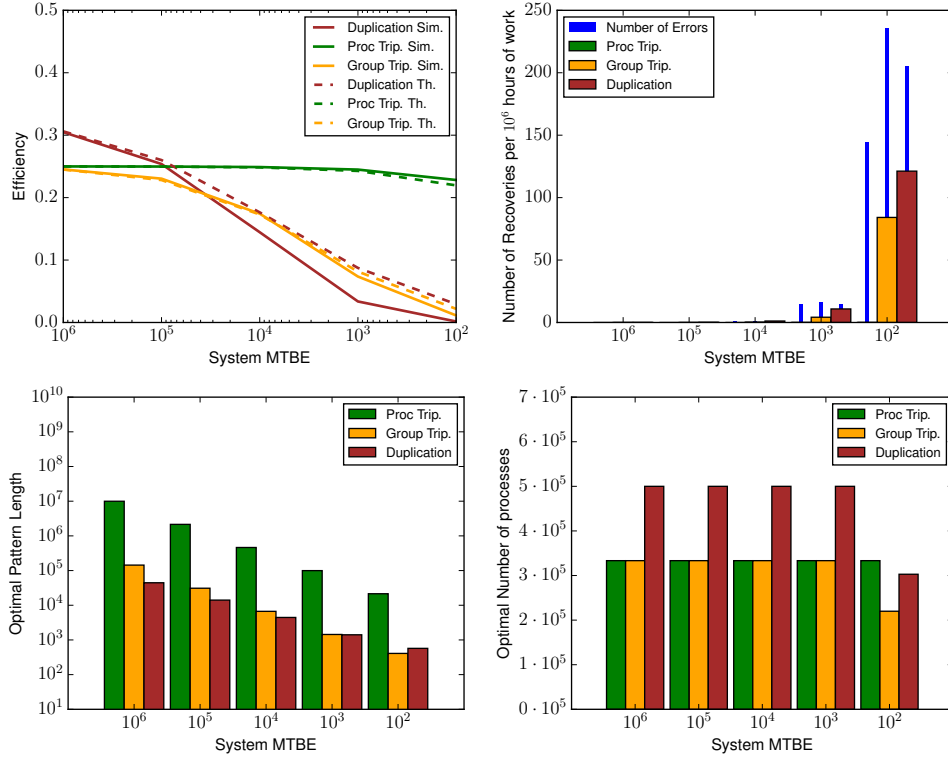 0.5
0.4
0.3
0.2
0.1
0.0
Efficiency
10^6 10^5 10^4 10^3 10^2
System MTBE
Duplication Sim.
Proc Trip. Sim.
Group Trip. Sim.
Duplication Th.
Proc Trip. Th.
Group Trip. Th.
250
200
150
100
50
0
Number of Recoveries per 10^6 hours of work
10^6 10^5 10^4 10^3 10^2
System MTBE
Number of Errors
Proc Trip.
Group Trip.
Duplication
10^10
10^9
10^8
10^7
10^6
10^5
10^4
10^3
10^2
10^1
Optimal Pattern Length
10^6 10^5 10^4 10^3 10^2
System MTBE
Proc Trip.
Group Trip.
Duplication
7 · 10^5
6 · 10^5
5 · 10^5
4 · 10^5
3 · 10^5
2 · 10^5
1 · 10^5
0 · 10^5
Optimal Number of processes
10^6 10^5 10^4 10^3 10^2
System MTBE
Proc Trip.
Group Trip.
Duplication